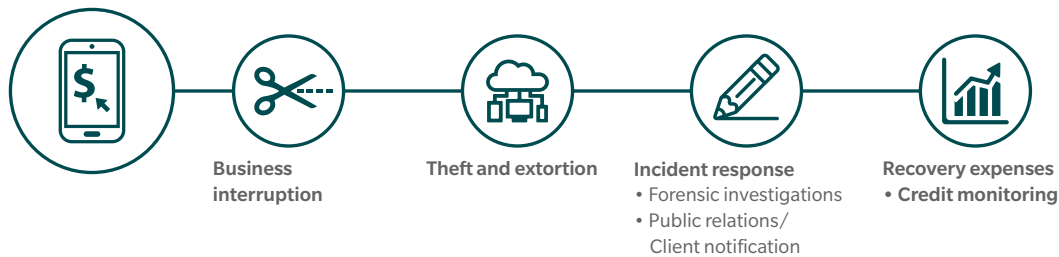 $
Business
interruption
Theft and extortion
Incident response
• Forensic investigations
• Public relations/
Client notification
Recovery expenses
• Credit monitoring